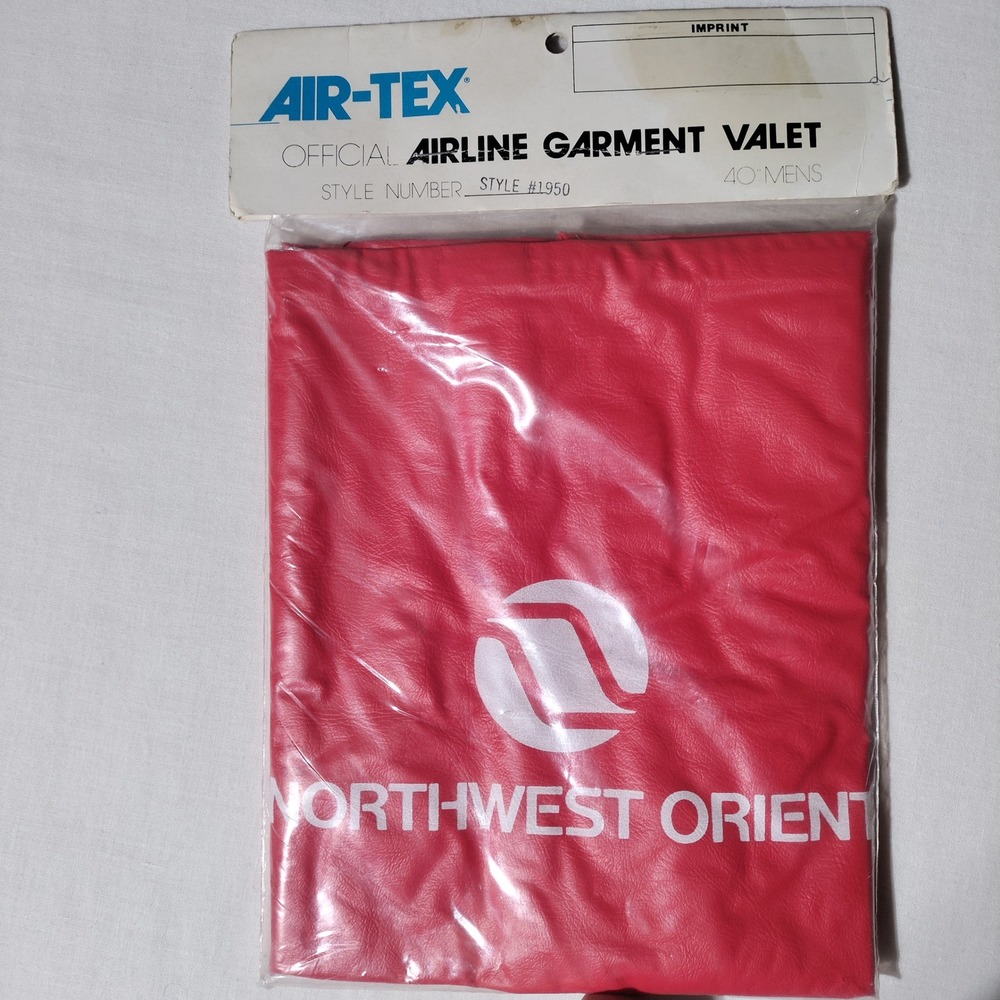 IMPRINT
AIR-TEX®
OFFICIAL AIRLINE GARMENT VALET
STYLE NUMBER STYLE #1950
40" MENS
NORTHWEST ORIENT